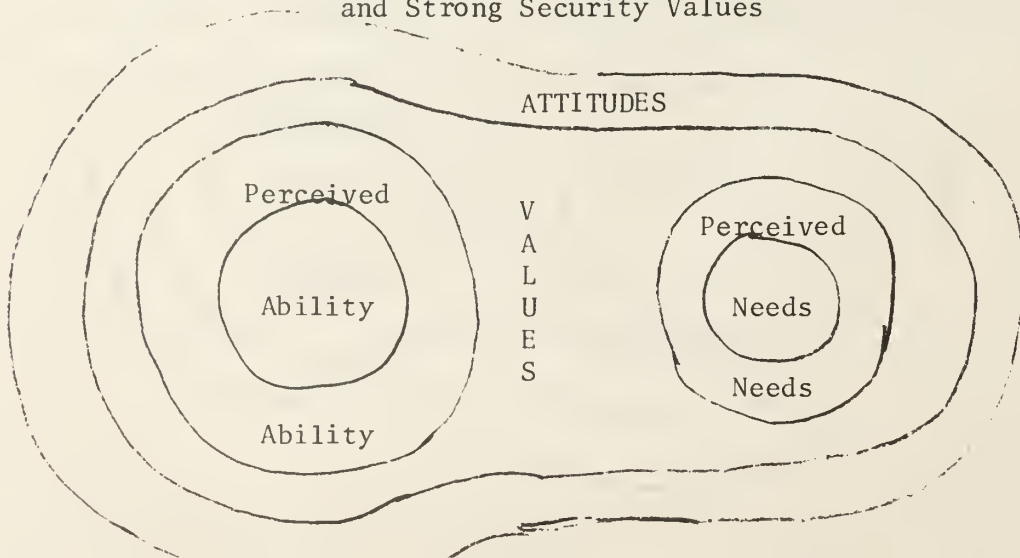 and Strong Security Values
ATTITUDES
Perceived
Ability
Ability
V
A
L
U
E
S
Perceived
Needs
Needs